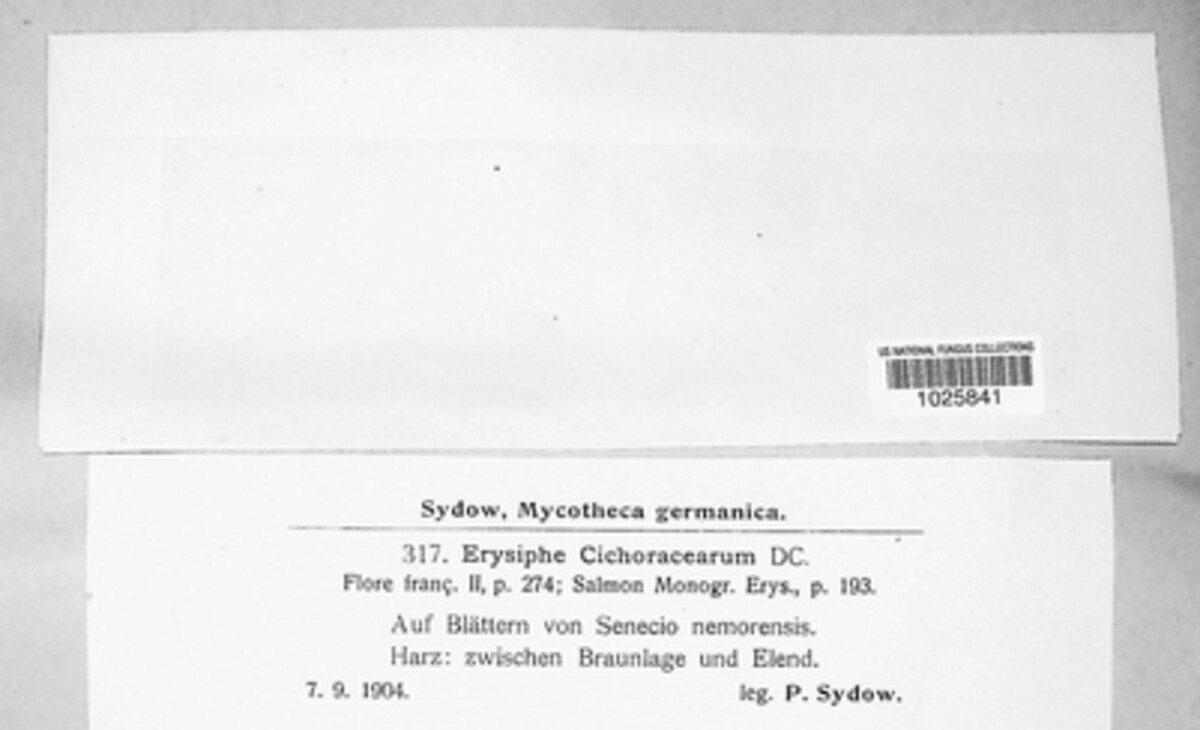 US NATIONAL FUNGUS COLLECTIONS
1025841
Sydow, Mycotheca germanica.
317. Erysiphe Cichoracearum DC.
Flore franç. II, p. 274; Salmon Monogr. Erys., p. 193.
Auf Blättern von Senecio nemorensis.
Harz: zwischen Braunlage und Elend.
7. 9. 1904. leg. P. Sydow.